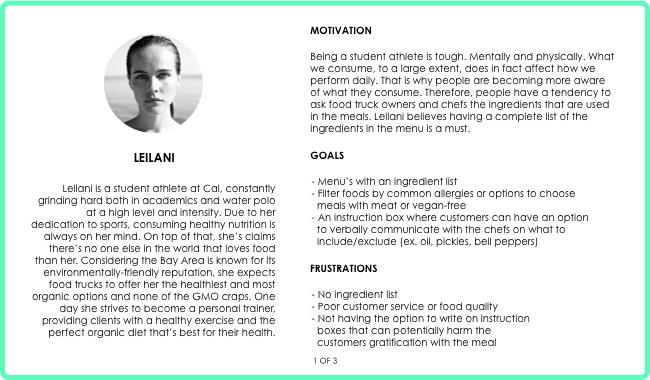 LEILANI
Leilani is a student athlete at Cal, constantly
grinding hard both in academics and water polo
at a high level and intensity. Due to her
dedication to sports, consuming healthy nutrition is
always on her mind. On top of that, she's claims
there's no one else in the world that loves food
than her. Considering the Bay Area is known for its
environmentally-friendly reputation, she expects
food trucks to offer her the healthiest and most
organic options and none of the GMO craps. One
day she strives to become a personal trainer,
providing clients with a healthy exercise and the
perfect organic diet that's best for their health.
MOTIVATION
Being a student athlete is tough. Mentally and physically. What
we consume, to a large extent, does in fact affect how we
perform daily. That is why people are becoming more aware
of what they consume. Therefore, people have a tendency to
ask food truck owners and chefs the ingredients that are used
in the meals. Leilani believes having a complete list of the
ingredients in the menu is a must.
GOALS
- Menu's with an ingredient list
- Filter foods by common allergies or options to choose
meals with meat or vegan-free
- An instruction box where customers can have an option
to verbally communicate with the chefs on what to
include/exclude (ex. oil, pickles, bell peppers)
FRUSTRATIONS
- No ingredient list
- Poor customer service or food quality
- Not having the option to write on instruction
boxes that can potentially harm the
customers gratification with the meal
1 OF 3